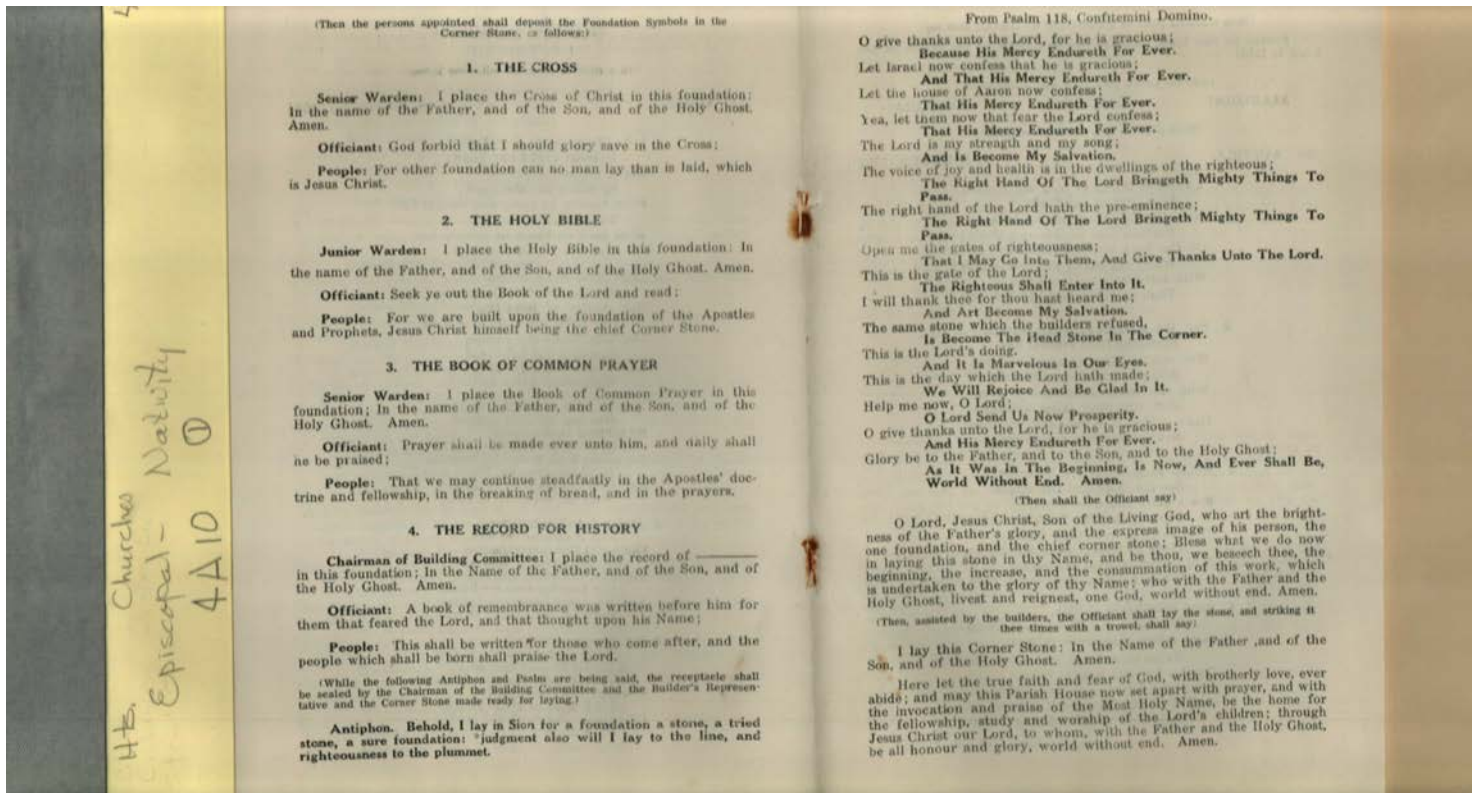 H.B. Churches
Episcopal - Nativity
4A10 ①
(Then the persons appointed shall deposit the Foundation Symbols in the
Corner Stone, as follows:)
1. THE CROSS
Senior Warden: I place the Cross of Christ in this foundation:
In the name of the Father, and of the Son, and of the Holy Ghost.
Amen.
Officiant: God forbid that I should glory save in the Cross;
People: For other foundation can no man lay than is laid, which
is Jesus Christ.
2. THE HOLY BIBLE
Junior Warden: I place the Holy Bible in this foundation: In
the name of the Father, and of the Son, and of the Holy Ghost. Amen.
Officiant: Seek ye out the Book of the Lord and read;
People: For we are built upon the foundation of the Apostles
and Prophets, Jesus Christ himself being the chief Corner Stone.
3. THE BOOK OF COMMON PRAYER
Senior Warden: I place the Book of Common Prayer in this
foundation; In the name of the Father, and of the Son, and of the
Holy Ghost. Amen.
Officiant: Prayer shall be made ever unto him, and daily shall
he be praised;
People: That we may continue steadfastly in the Apostles' doc-
trine and fellowship, in the breaking of bread, and in the prayers.
4. THE RECORD FOR HISTORY
Chairman of Building Committee: I place the record of ———
in this foundation; In the Name of the Father, and of the Son, and of
the Holy Ghost. Amen.
Officiant: A book of remembraance was written before him for
them that feared the Lord, and that thought upon his Name;
People: This shall be written for those who come after, and the
people which shall be born shall praise the Lord.
(While the following Antiphon and Psalm are being said, the receptacle shall
be sealed by the Chairman of the Building Committee and the Builder's Represen-
tative and the Corner Stone made ready for laying.)
Antiphon. Behold, I lay in Sion for a foundation a stone, a tried
stone, a sure foundation: judgment also will I lay to the line, and
righteousness to the plummet.
From Psalm 118, Confitemini Domino.
O give thanks unto the Lord, for he is gracious;
Because His Mercy Endureth For Ever.
Let Israel now confess that he is gracious;
And That His Mercy Endureth For Ever.
Let the house of Aaron now confess;
That His Mercy Endureth For Ever.
Yea, let them now that fear the Lord confess;
That His Mercy Endureth For Ever.
The Lord is my strength and my song;
And Is Become My Salvation.
The voice of joy and health is in the dwellings of the righteous;
The Right Hand Of The Lord Bringeth Mighty Things To
Pass.
The right hand of the Lord hath the pre-eminence;
The Right Hand Of The Lord Bringeth Mighty Things To
Pass.
Open me the gates of righteousness;
That I May Go Into Them, And Give Thanks Unto The Lord.
This is the gate of the Lord;
The Righteous Shall Enter Into It.
I will thank thee for thou hast heard me;
And Art Become My Salvation.
The same stone which the builders refused,
Is Become The Head Stone In The Corner.
This is the Lord's doing.
And It Is Marvelous In Our Eyes.
This is the day which the Lord hath made;
We Will Rejoice And Be Glad In It.
Help me now, O Lord;
O Lord Send Us Now Prosperity.
O give thanks unto the Lord, for he is gracious;
And His Mercy Endureth For Ever.
Glory be to the Father, and to the Son, and to the Holy Ghost;
As It Was In The Beginning, Is Now, And Ever Shall Be,
World Without End. Amen.
(Then shall the Officiant say)
O Lord, Jesus Christ, Son of the Living God, who art the bright-
ness of the Father's glory, and the express image of his person, the
one foundation, and the chief corner stone; Bless what we do now
in laying this stone in thy Name, and be thou, we beseech thee, the
beginning, the increase, and the consummation of this work, which
is undertaken to the glory of thy Name; who with the Father and the
Holy Ghost, livest and reignest, one God, world without end. Amen.
(Then, assisted by the builders, the Officiant shall lay the stone, and striking it
thee times with a trowel, shall say)
I lay this Corner Stone: In the Name of the Father ,and of the
Son, and of the Holy Ghost. Amen.
Here let the true faith and fear of God, with brotherly love, ever
abide; and may this Parish House now set apart with prayer, and with
the invocation and praise of the Most Holy Name, be the home for
the fellowship, study and worship of the Lord's children; through
Jesus Christ our Lord, to whom, with the Father and the Holy Ghost,
be all honour and glory, world without end. Amen.